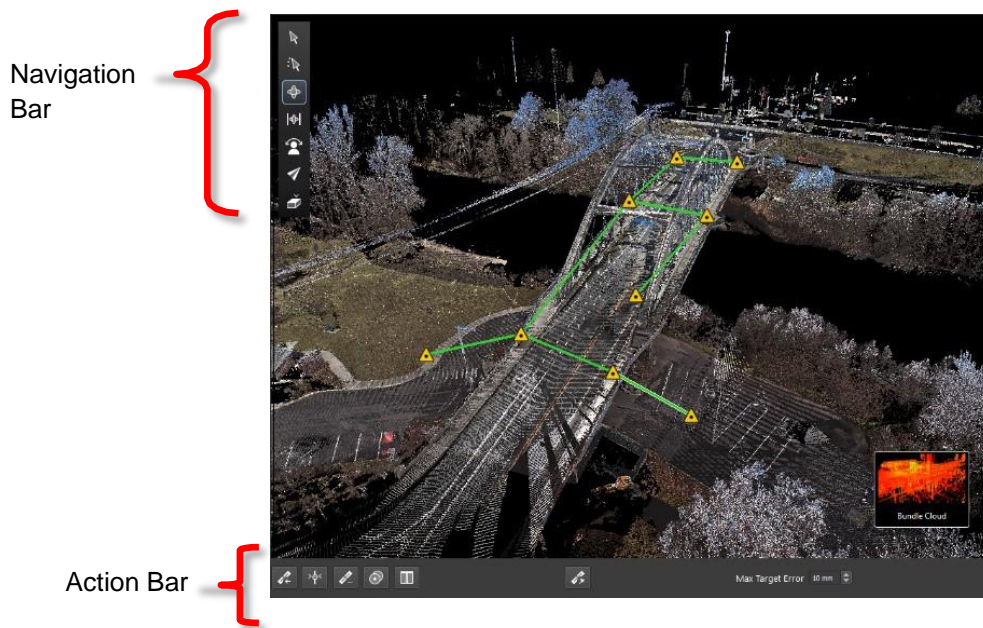 Navigation
Bar
Bundle Cloud
Action Bar
Max Target Error 10 mm